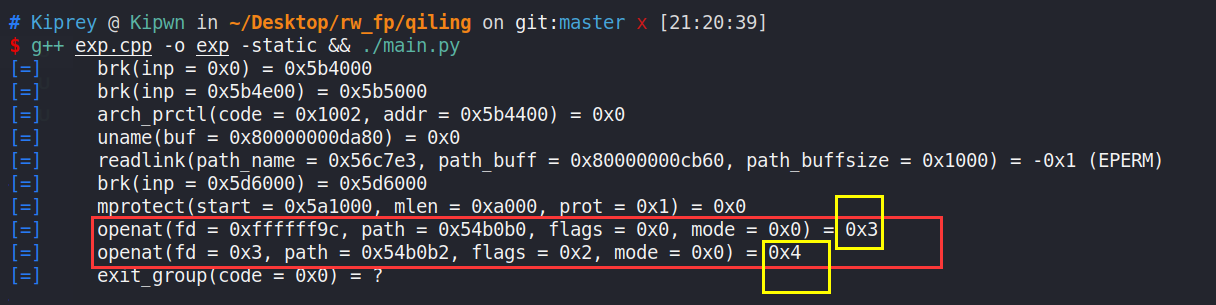 # Kiprey @ Kipwn in ~/Desktop/rw_fp/qiling on git:master x [21:20:39]
$ g++ exp.cpp -o exp -static && ./main.py
[=]     brk(inp = 0x0) = 0x5b4000
[=]     brk(inp = 0x5b4e00) = 0x5b5000
[=]     arch_prctl(code = 0x1002, addr = 0x5b4400) = 0x0
[=]     uname(buf = 0x80000000da80) = 0x0
[=]     readlink(path_name = 0x56c7e3, path_buff = 0x80000000cb60, path_buffsize = 0x1000) = -0x1 (EPERM)
[=]     brk(inp = 0x5d6000) = 0x5d6000
[=]     mprotect(start = 0x5a1000, mlen = 0xa000, prot = 0x1) = 0x0
[=]     openat(fd = 0xffffff9c, path = 0x54b0b0, flags = 0x0, mode = 0x0) = 0x3
[=]     openat(fd = 0x3, path = 0x54b0b2, flags = 0x2, mode = 0x0) = 0x4
[=]     exit_group(code = 0x0) = ?